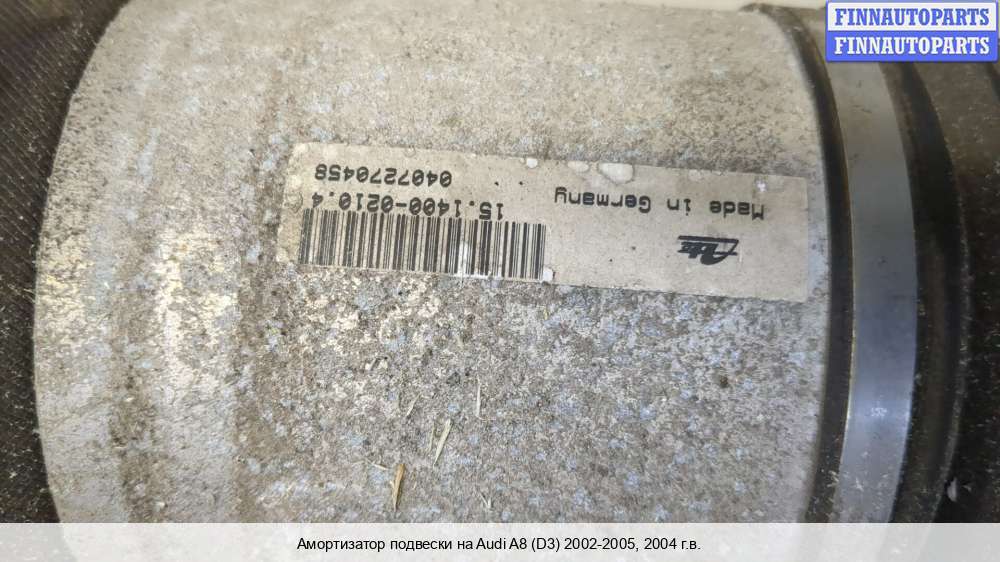 FINNAUTOPARTS
FINNAUTOPARTS
Ate
Made in Germany
15.1400-0210.4
0407270458
Амортизатор подвески на Audi A8 (D3) 2002-2005, 2004 г.в.